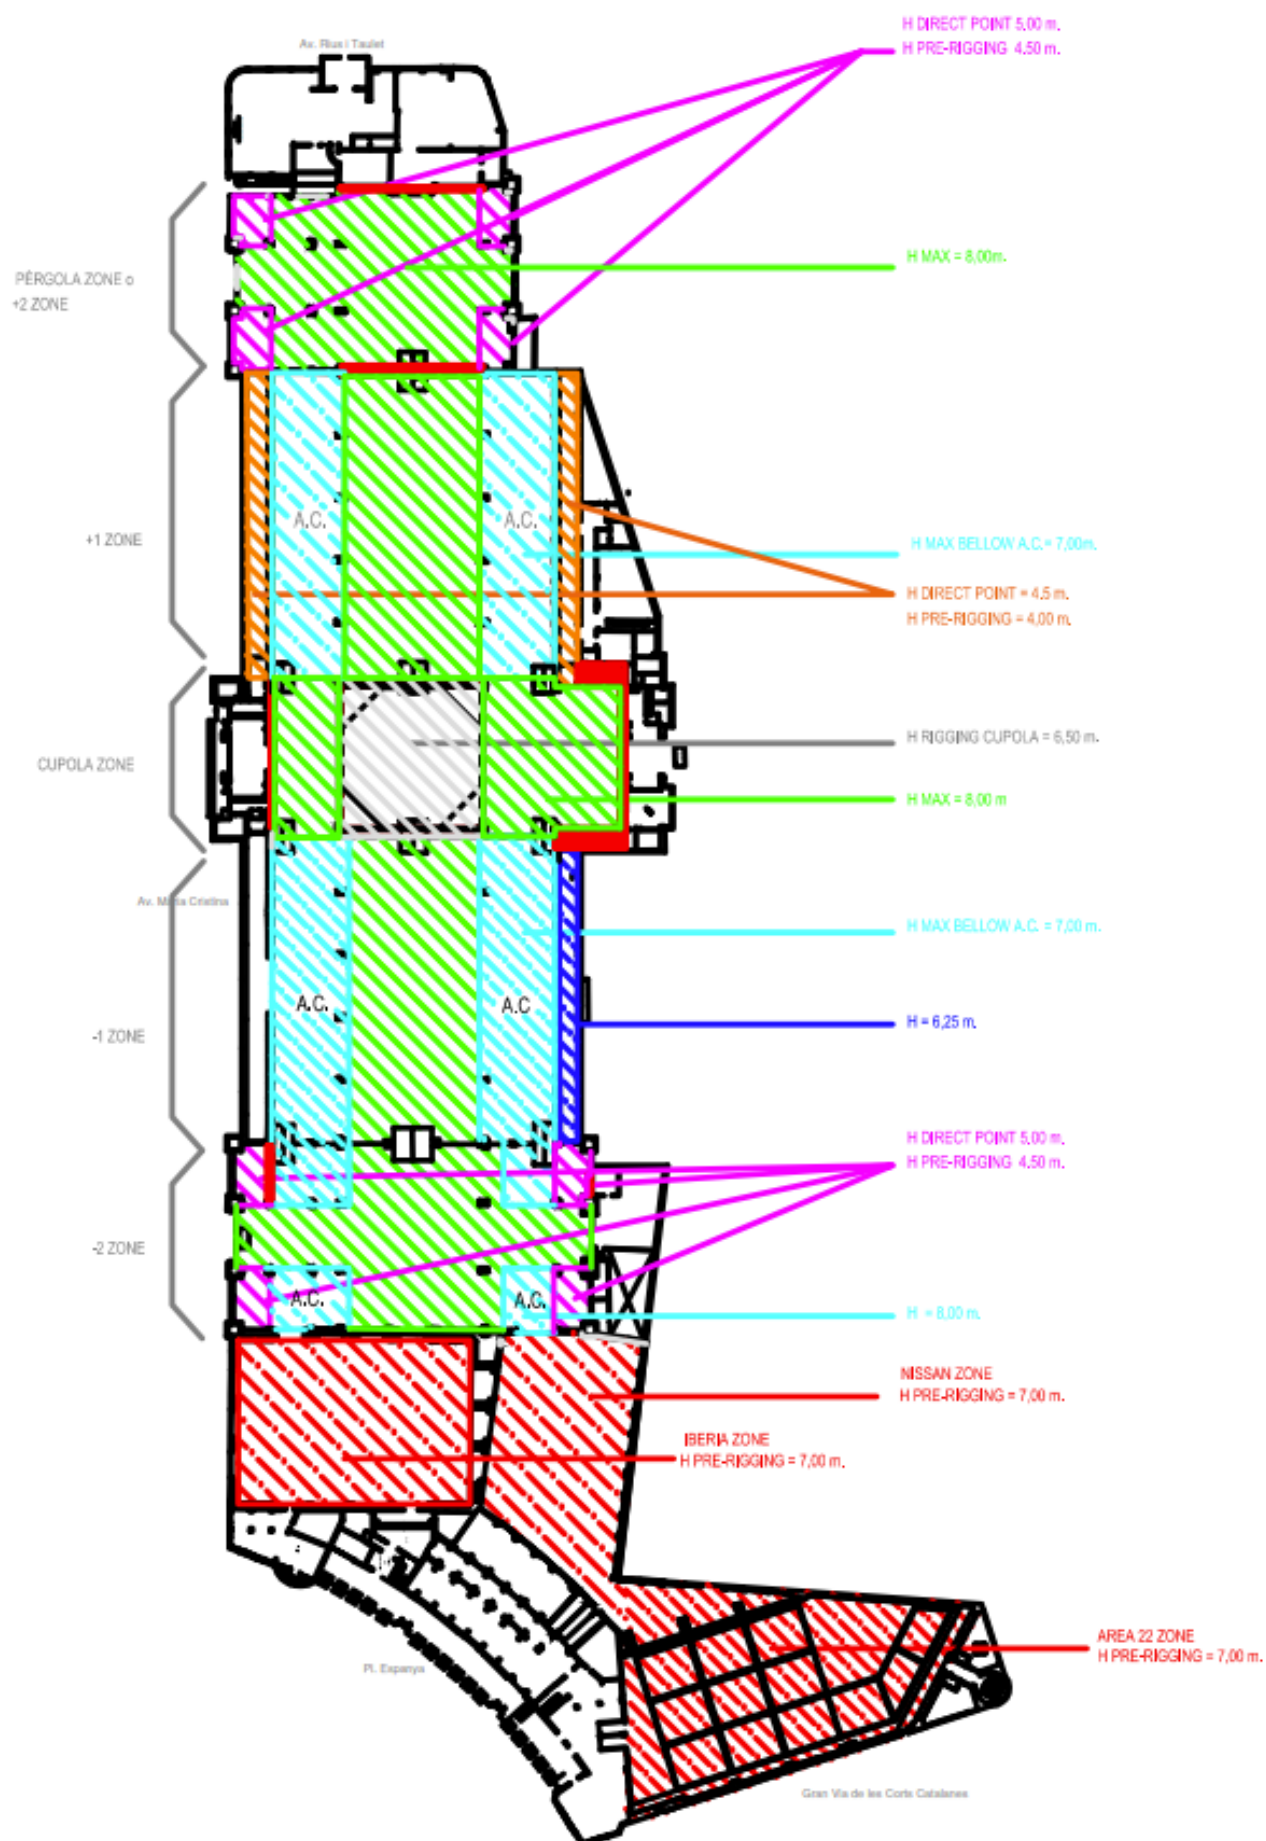 H DIRECT POINT 5,00 m.
H PRE-RIGGING 4.50 m.
Av. Rius i Taulet
H MAX = 8,00m.
PÈRGOLA ZONE o
+2 ZONE
A.C.
A.C.
+1 ZONE
H MAX BELLOW A.C.= 7,00m.
H DIRECT POINT = 4.5 m.
H PRE-RIGGING = 4,00 m.
H RIGGING CUPOLA = 6,50 m.
CUPOLA ZONE
H MAX = 8,00 m
Av. Maria Cristina
H MAX BELLOW A.C. = 7,00 m.
A.C.
A.C
H = 6,25 m.
-1 ZONE
H DIRECT POINT 5,00 m.
H PRE-RIGGING 4.50 m.
-2 ZONE
A.C.
A.C.
H = 8,00 m.
NISSAN ZONE
H PRE-RIGGING = 7,00 m.
IBERIA ZONE
H PRE-RIGGING = 7,00 m.
AREA 22 ZONE
H PRE-RIGGING = 7,00 m.
Pl. Espanya
Gran Via de les Corts Catalanes